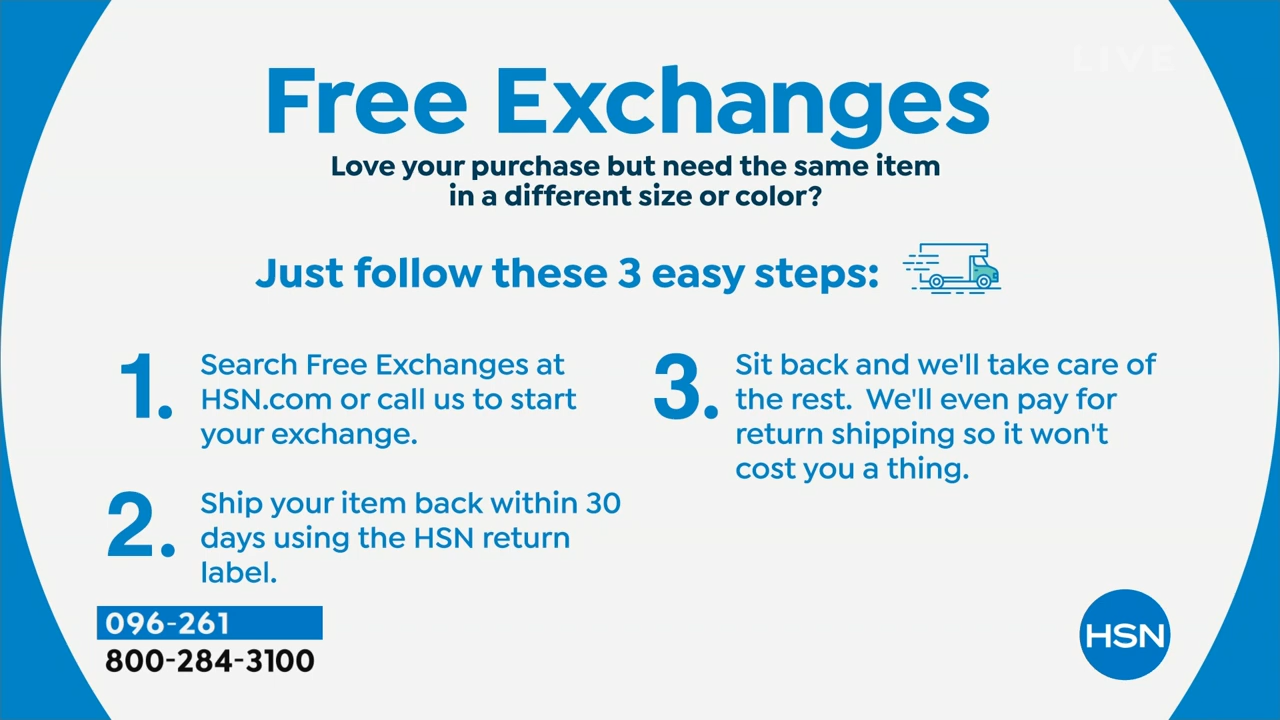 LIVE
Free Exchanges
Love your purchase but need the same item
in a different size or color?
Just follow these 3 easy steps:
1. Search Free Exchanges at
HSN.com or call us to start
your exchange.
2. Ship your item back within 30
days using the HSN return
label.
3. Sit back and we'll take care of
the rest.  We'll even pay for
return shipping so it won't
cost you a thing.
096-261
800-284-3100
HSN